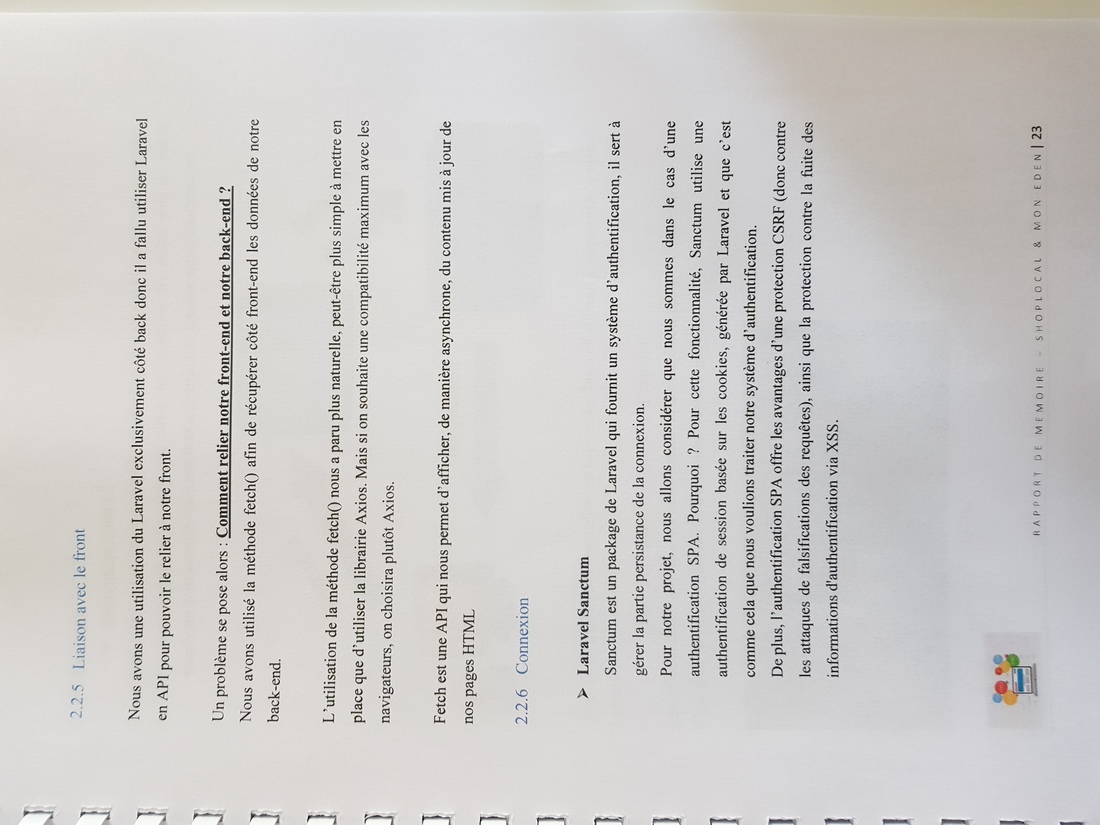 2.2.5 Liaison avec le front
Nous avons une utilisation du Laravel exclusivement côté back donc il a fallu utiliser Laravel
en API pour pouvoir le relier à notre front.
Un problème se pose alors : Comment relier notre front-end et notre back-end ?
Nous avons utilisé la méthode fetch() afin de récupérer côté front-end les données de notre
back-end.
L'utilisation de la méthode fetch() nous a paru plus naturelle, peut-être plus simple à mettre en
place que d'utiliser la librairie Axios. Mais si on souhaite une compatibilité maximum avec les
navigateurs, on choisira plutôt Axios.
Fetch est une API qui nous permet d'afficher, de manière asynchrone, du contenu mis à jour de
nos pages HTML
2.2.6 Connexion
➢ Laravel Sanctum
Sanctum est un package de Laravel qui fournit un système d'authentification, il sert à
gérer la partie persistance de la connexion.
Pour notre projet, nous allons considérer que nous sommes dans le cas d'une
authentification SPA. Pourquoi ? Pour cette fonctionnalité, Sanctum utilise une
authentification de session basée sur les cookies, générée par Laravel et que c'est
comme cela que nous voulions traiter notre système d'authentification.
De plus, l'authentification SPA offre les avantages d'une protection CSRF (donc contre
les attaques de falsifications des requêtes), ainsi que la protection contre la fuite des
informations d'authentification via XSS.
RAPPORT DE MEMOIRE – SHOPLOCAL & MON EDEN | 23